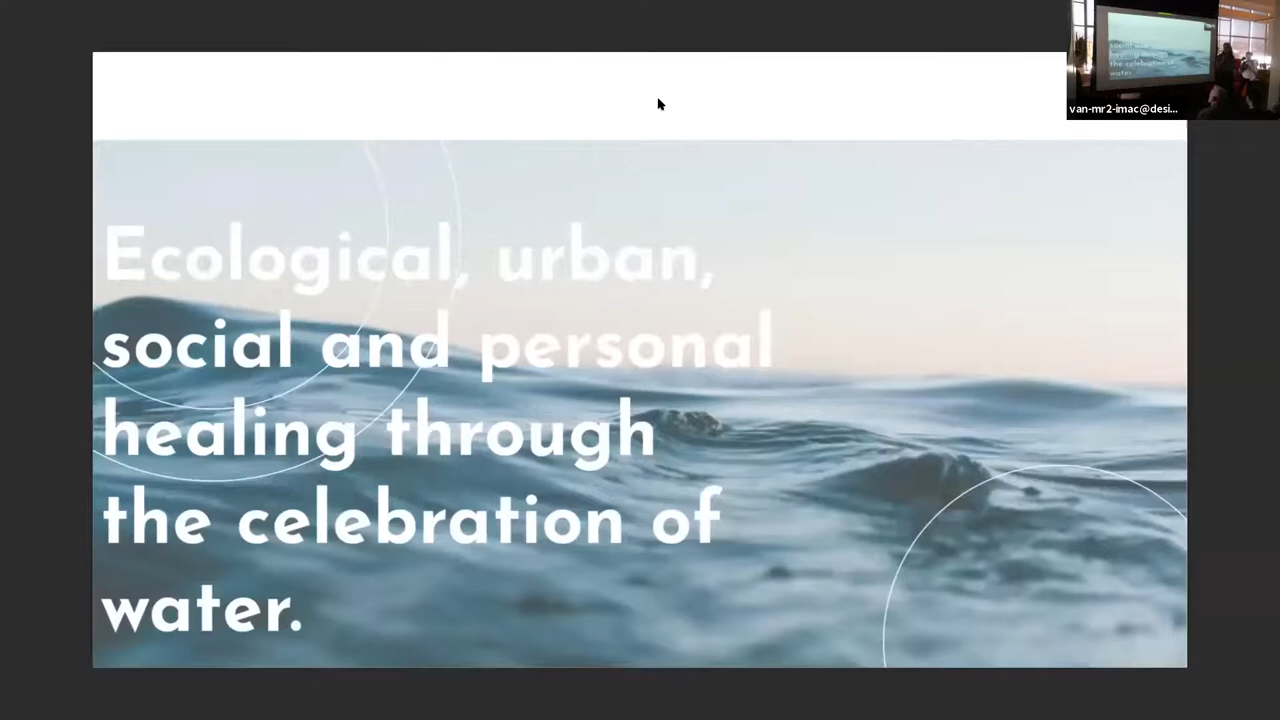 van-mr2-imac@desi...
Ecological, urban,
social and personal
healing through
the celebration of
water.